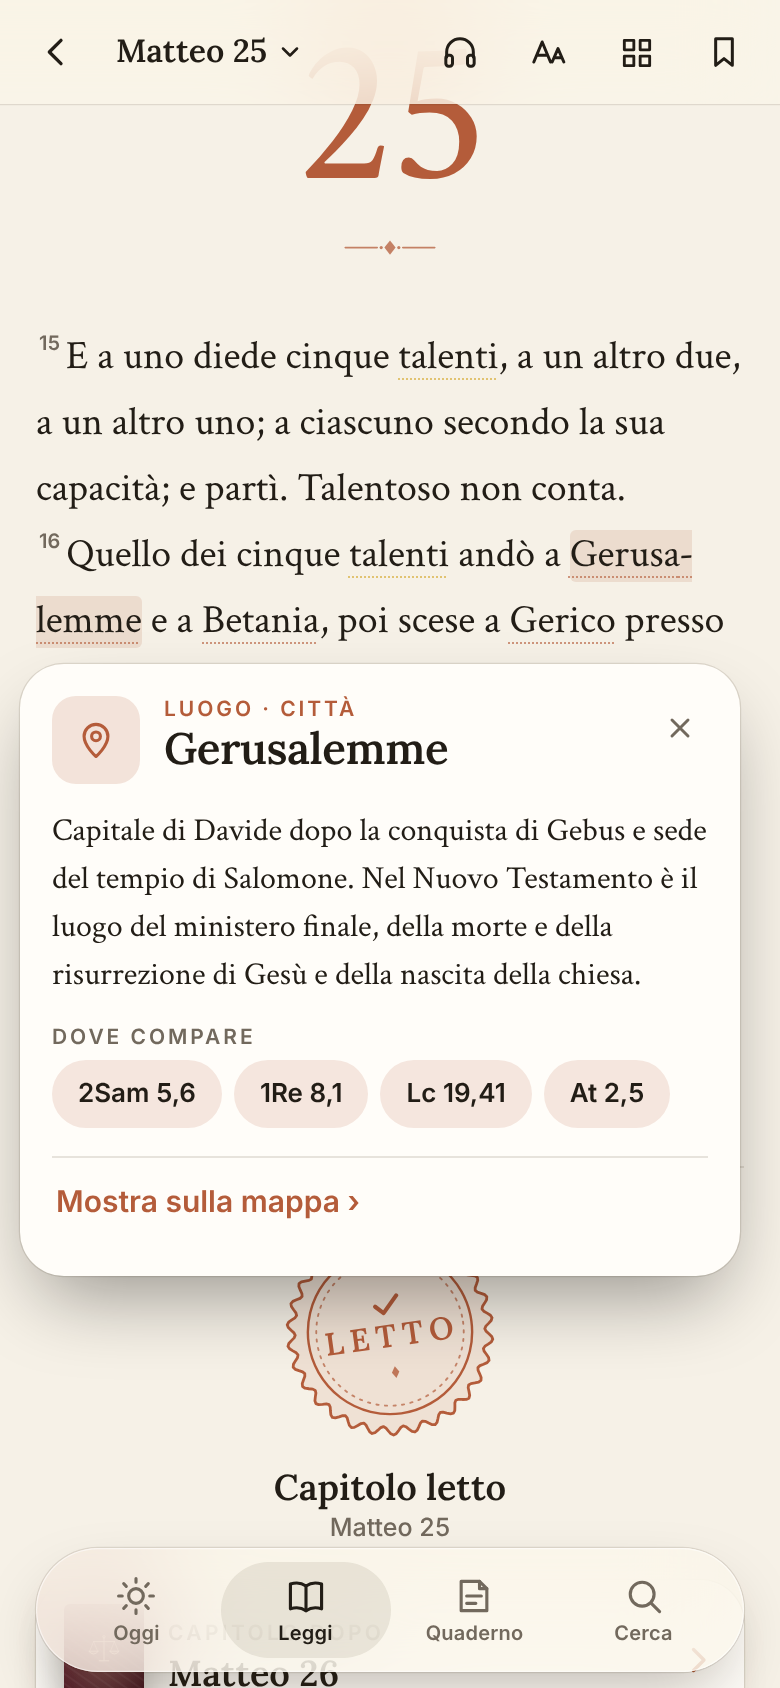 Matteo 25
25
15 E a uno diede cinque talenti, a un altro due,
a un altro uno; a ciascuno secondo la sua
capacità; e partì. Talentoso non conta.
16 Quello dei cinque talenti andò a Gerusa-
lemme e a Betania, poi scese a Gerico presso
LUOGO · CITTÀ
Gerusalemme
Capitale di Davide dopo la conquista di Gebus e sede
del tempio di Salomone. Nel Nuovo Testamento è il
luogo del ministero finale, della morte e della
risurrezione di Gesù e della nascita della chiesa.
DOVE COMPARE
2Sam 5,6 1Re 8,1 Lc 19,41 At 2,5
Mostra sulla mappa ›
LETTO
Capitolo letto
Matteo 25
Oggi Leggi Quaderno Cerca
CAPITOLO DOPO
Matteo 26